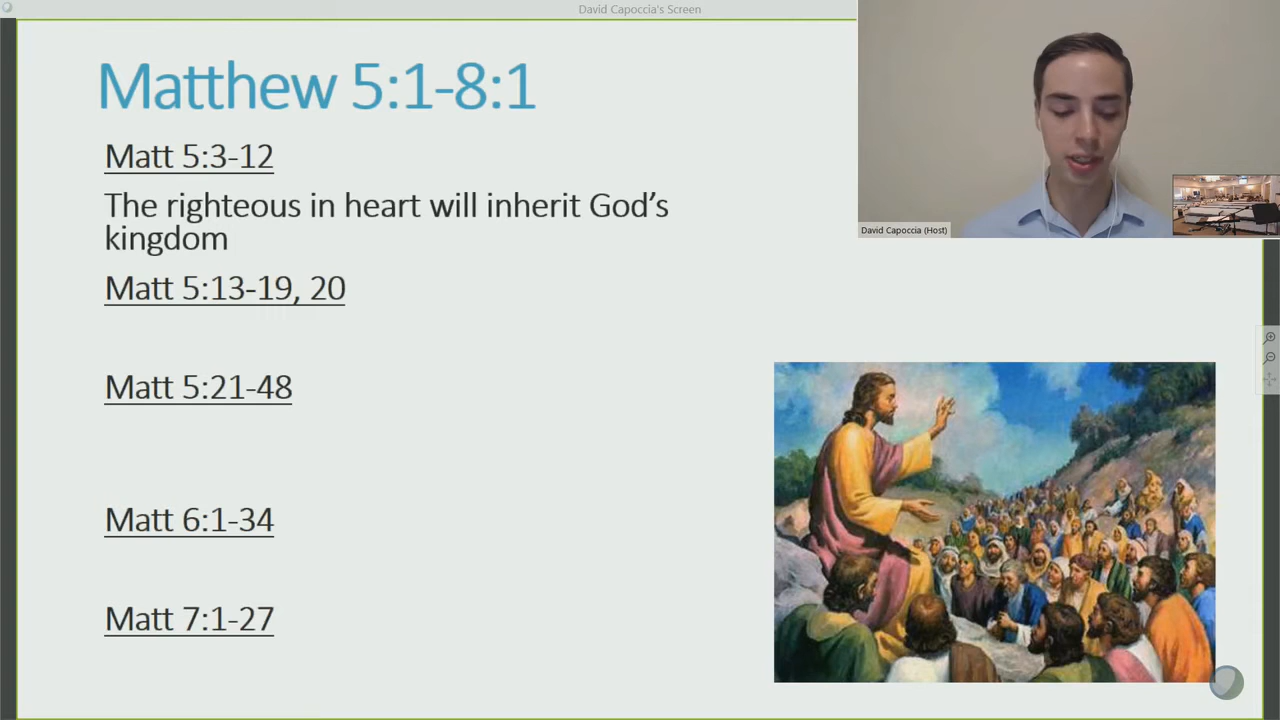 David Capoccia's Screen
Matthew 5:1-8:1
Matt 5:3-12
The righteous in heart will inherit God’s
kingdom
Matt 5:13-19, 20
Matt 5:21-48
Matt 6:1-34
Matt 7:1-27
David Capoccia (Host)